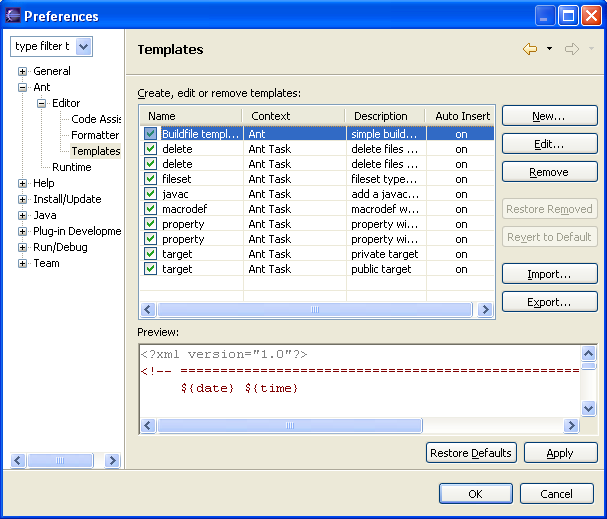 Preferences
type filter t
Templates
General
Ant
Editor
Code Assis
Formatter
Templates
Runtime
Help
Install/Update
Java
Plug-in Developme
Run/Debug
Team
Create, edit or remove templates:
Name Context Description Auto Insert
Buildfile templ... Ant simple build... on
delete Ant Task delete files ... on
delete Ant Task delete files ... on
fileset Ant Task fileset type... on
javac Ant Task add a javac... on
macrodef Ant Task macrodef w... on
property Ant Task property wi... on
property Ant Task property wi... on
target Ant Task private target on
target Ant Task public target on
New...
Edit...
Remove
Restore Removed
Revert to Default
Import...
Export...
Preview:
<?xml version="1.0"?>
<!-- ==================================================
${date} ${time}
Restore Defaults
Apply
OK
Cancel